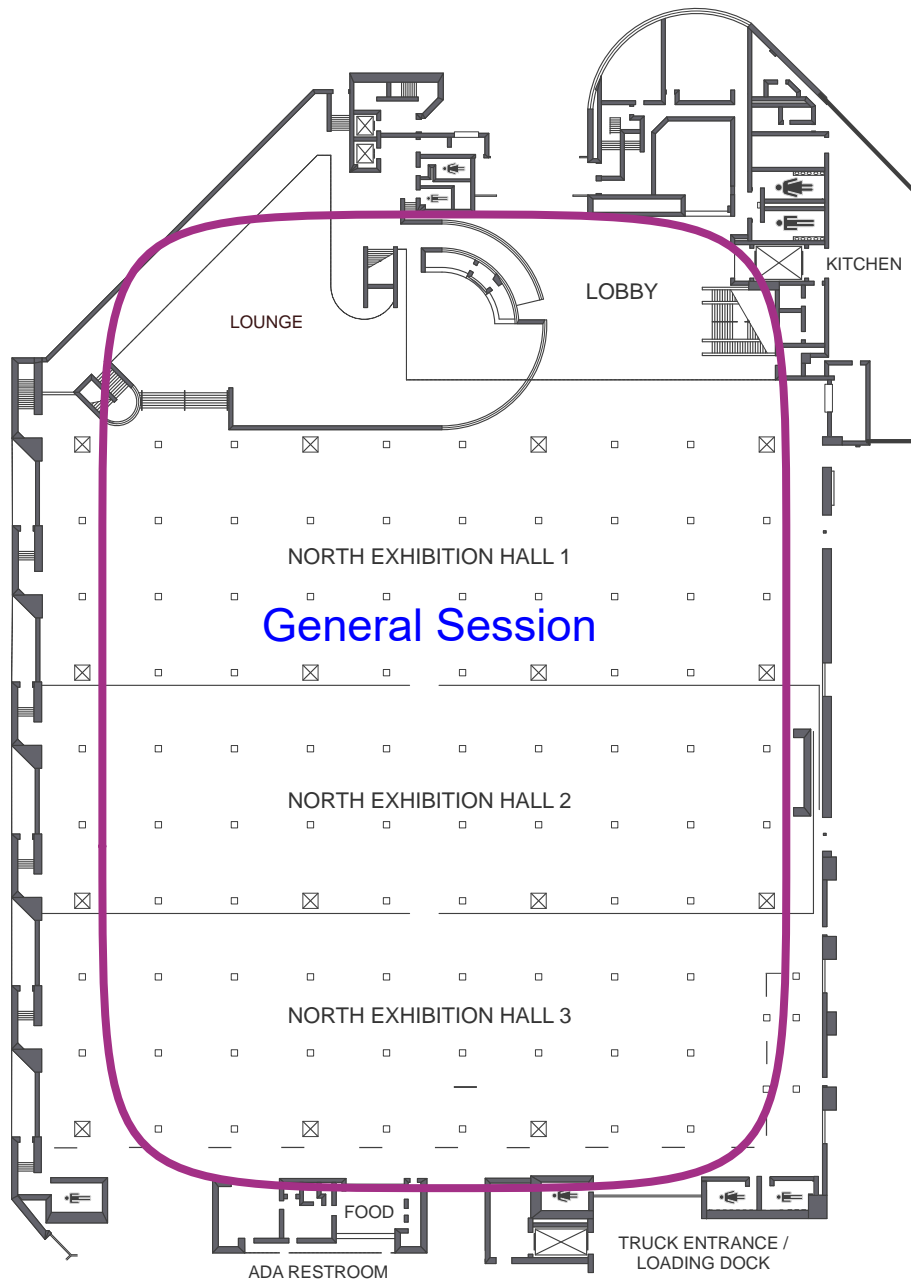 KITCHEN
LOBBY
LOUNGE
NORTH EXHIBITION HALL 1
General Session
NORTH EXHIBITION HALL 2
NORTH EXHIBITION HALL 3
FOOD
TRUCK ENTRANCE /
LOADING DOCK
ADA RESTROOM